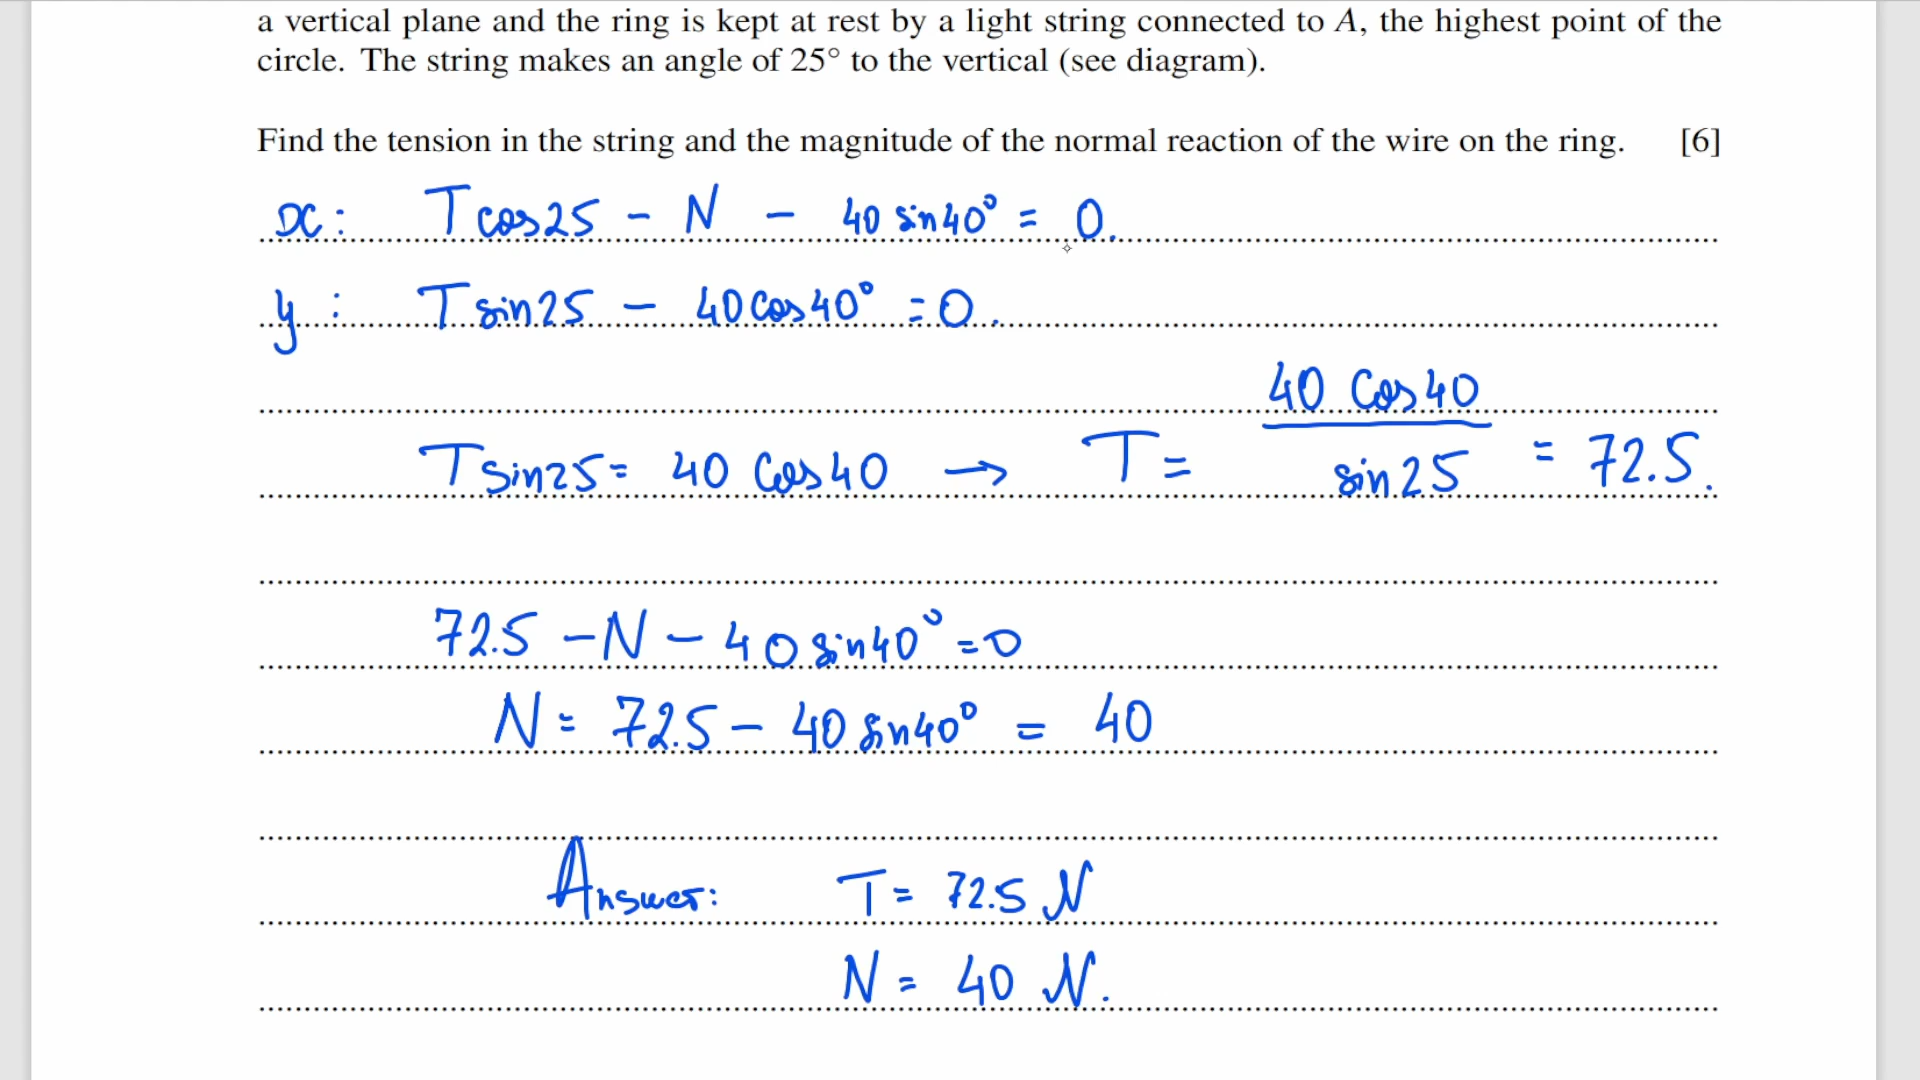 a vertical plane and the ring is kept at rest by a light string connected to A, the highest point of the
circle. The string makes an angle of 25° to the vertical (see diagram).
Find the tension in the string and the magnitude of the normal reaction of the wire on the ring. [6]
x: T cos25 - N - 40 sin40° = 0.
y: T sin25 - 40 cos40° = 0.
T sin25 = 40 cos40 → T = 40 cos40 / sin25 = 72.5.
72.5 - N - 40 sin40° = 0
N = 72.5 - 40 sin40° = 40
Answer: T = 72.5 N
N = 40 N.